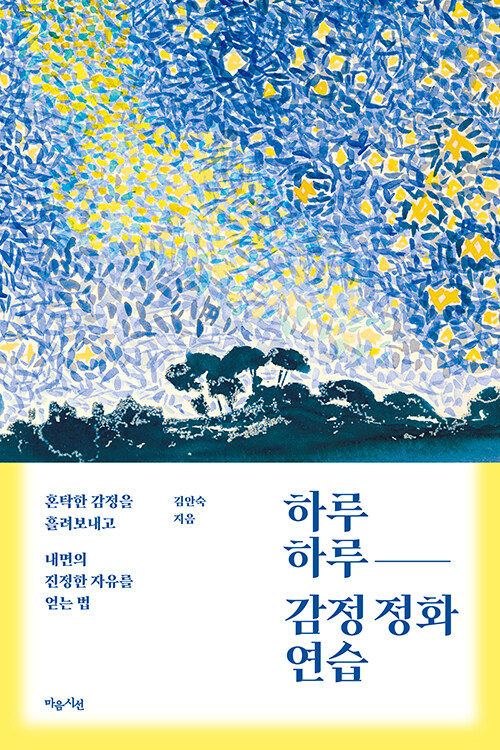 혼탁한 감정을
흘려보내고
내면의
진정한 자유를
얻는 법
김안숙
지음
하루
하루
감정 정화
연습
마음시선